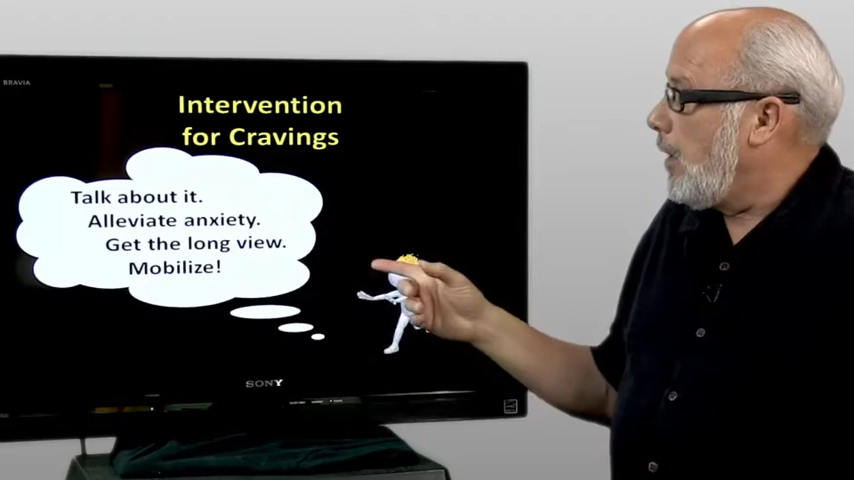 BRAVIA
Intervention
for Cravings
Talk about it.
Alleviate anxiety.
Get the long view.
Mobilize!
SONY